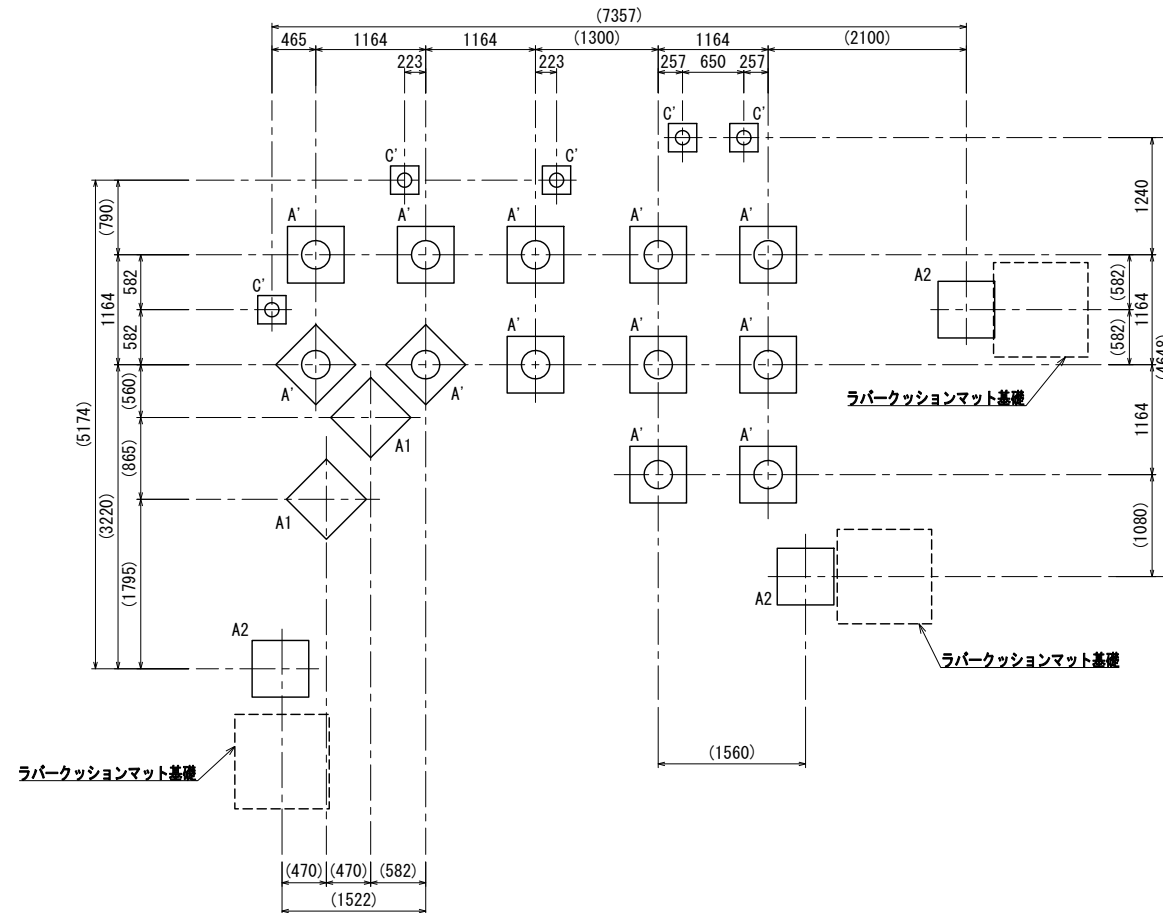 (7357)
465
1164
1164
(1300)
1164
(2100)
223
223
257
650
257
C'
C'
C'
C'
(790)
1240
A'
A'
A'
A'
A'
582
1164
C'
A2
(582)
1164
(582)
582
(4648)
A'
A'
A'
(560)
A'
A'
ラバークッションマット基礎
(5174)
(865)
A1
A'
A'
1164
(3220)
A1
(1080)
(1795)
A2
A2
ラバークッションマット基礎
(1560)
ラバークッションマット基礎
(470)
(470)
(582)
(1522)